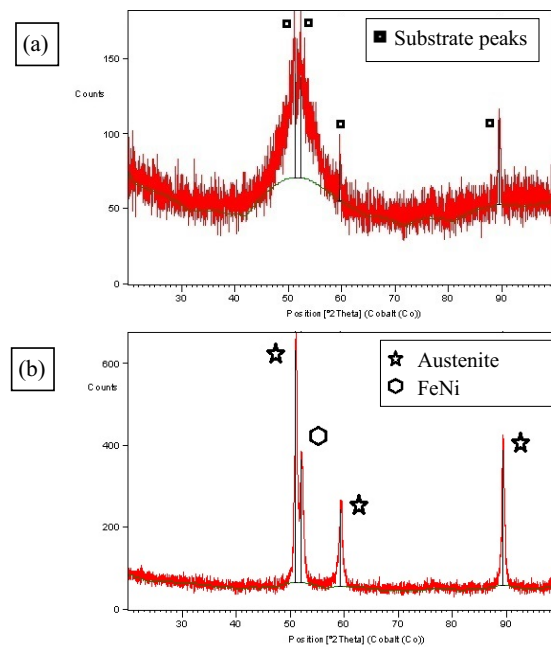 (a)
Substrate peaks
150
Counts
100
50
0
30 40 50 60 70 80 90
Position [°2Theta] (Cobalt (Co))
(b)
Austenite
FeNi
600
Counts
400
200
0
30 40 50 60 70 80 90
Position [°2Theta] (Cobalt (Co))